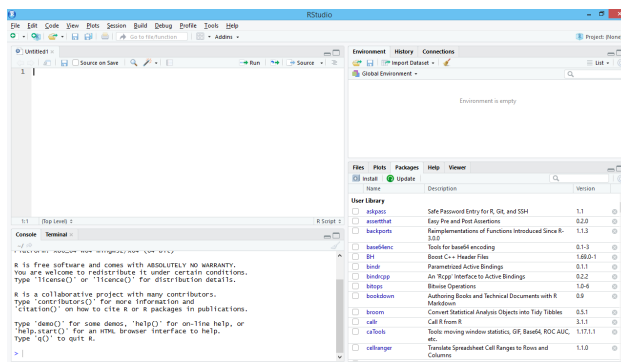 RStudio
File Edit Code View Plots Session Build Debug Profile Tools Help
Go to file/function Addins Project: (None
Untitled1
Source on Save Run Source
1
1:1 (Top Level) R Script
Console Terminal
~/
R is free software and comes with ABSOLUTELY NO WARRANTY.
You are welcome to redistribute it under certain conditions.
Type 'license()' or 'licence()' for distribution details.
R is a collaborative project with many contributors.
Type 'contributors()' for more information and
'citation()' on how to cite R or R packages in publications.
Type 'demo()' for some demos, 'help()' for on-line help, or
'help.start()' for an HTML browser interface to help.
Type 'q()' to quit R.
>
Environment History Connections
Import Dataset List
Global Environment
Environment is empty
Files Plots Packages Help Viewer
Install Update
Name Description Version
User Library
askpass Safe Password Entry for R, Git, and SSH 1.1
assertthat Easy Pre and Post Assertions 0.2.0
backports Reimplementations of Functions Introduced Since R- 1.1.3
3.0.0
base64enc Tools for base64 encoding 0.1-3
BH Boost C++ Header Files 1.69.0-1
bindr Parametrized Active Bindings 0.1.1
bindrcpp An 'Rcpp' Interface to Active Bindings 0.2.2
bitops Bitwise Operations 1.0-6
bookdown Authoring Books and Technical Documents with R 0.9
Markdown
broom Convert Statistical Analysis Objects into Tidy Tibbles 0.5.1
callr Call R from R 3.1.1
caTools Tools: moving window statistics, GIF, Base64, ROC AUC, 1.17.1.1
etc.
cellranger Translate Spreadsheet Cell Ranges to Rows and 1.1.0
Columns